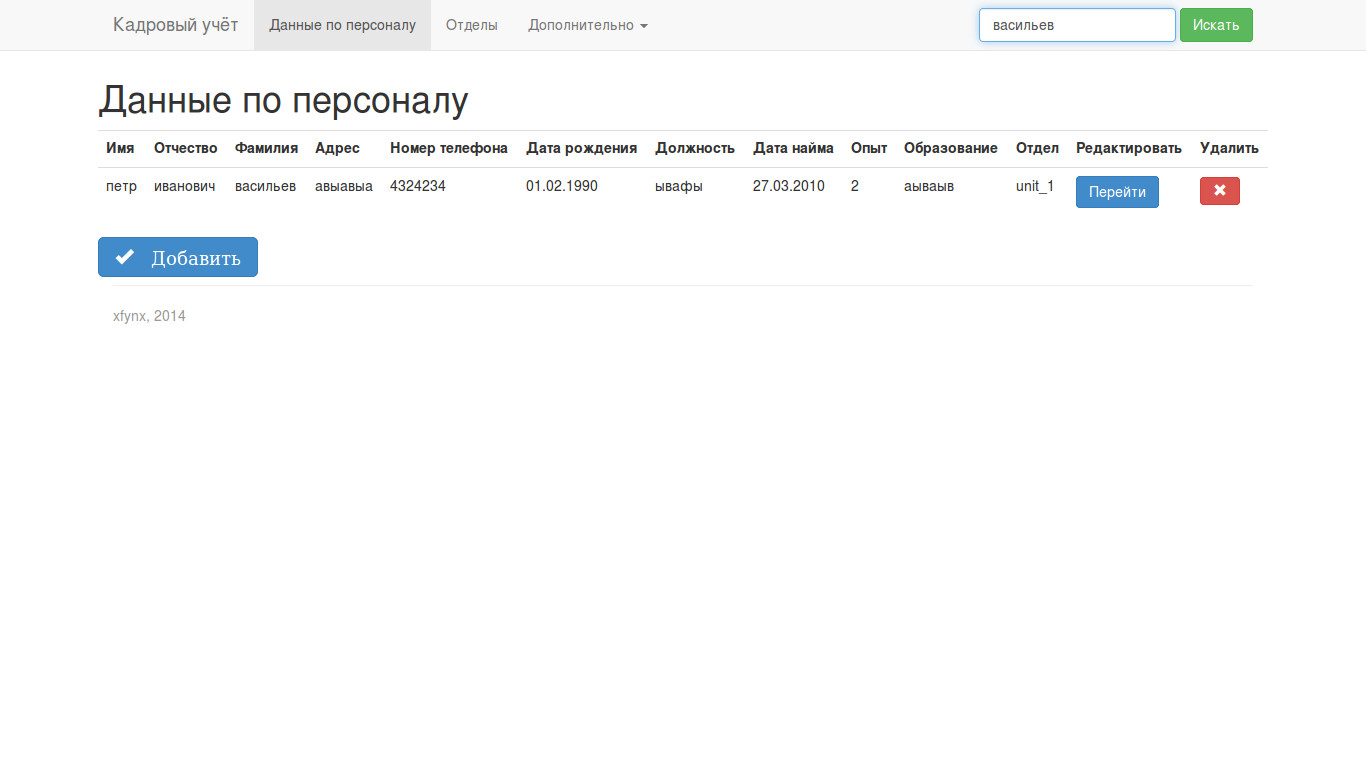 Кадровый учёт Данные по персоналу Отделы Дополнительно васильев Искать
Данные по персоналу
Имя Отчество Фамилия Адрес Номер телефона Дата рождения Должность Дата найма Опыт Образование Отдел Редактировать Удалить
петр иванович васильев авыавыа 4324234 01.02.1990 ывафы 27.03.2010 2 аываыв unit_1 Перейти
Добавить
xfynx, 2014